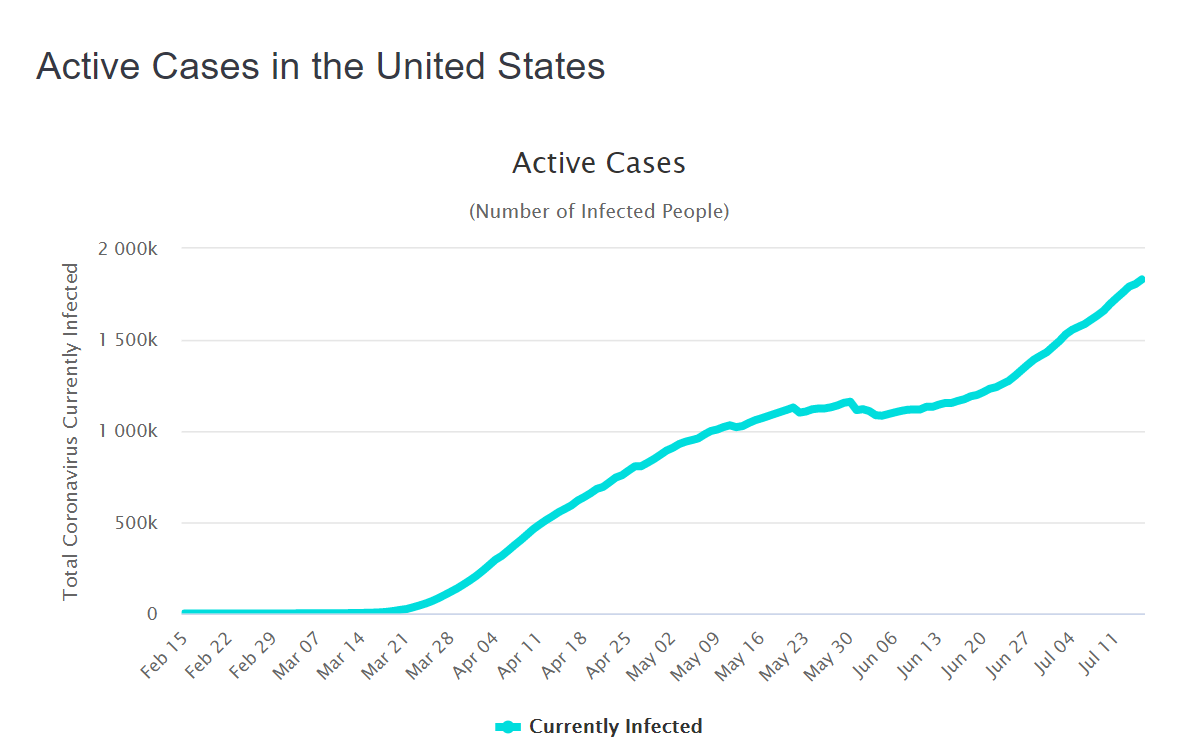 Active Cases in the United States
Active Cases
(Number of Infected People)
Total Coronavirus Currently Infected
2 000k
1 500k
1 000k
500k
0
Feb 15
Feb 22
Feb 29
Mar 07
Mar 14
Mar 21
Mar 28
Apr 04
Apr 11
Apr 18
Apr 25
May 02
May 09
May 16
May 23
May 30
Jun 06
Jun 13
Jun 20
Jun 27
Jul 04
Jul 11
Currently Infected